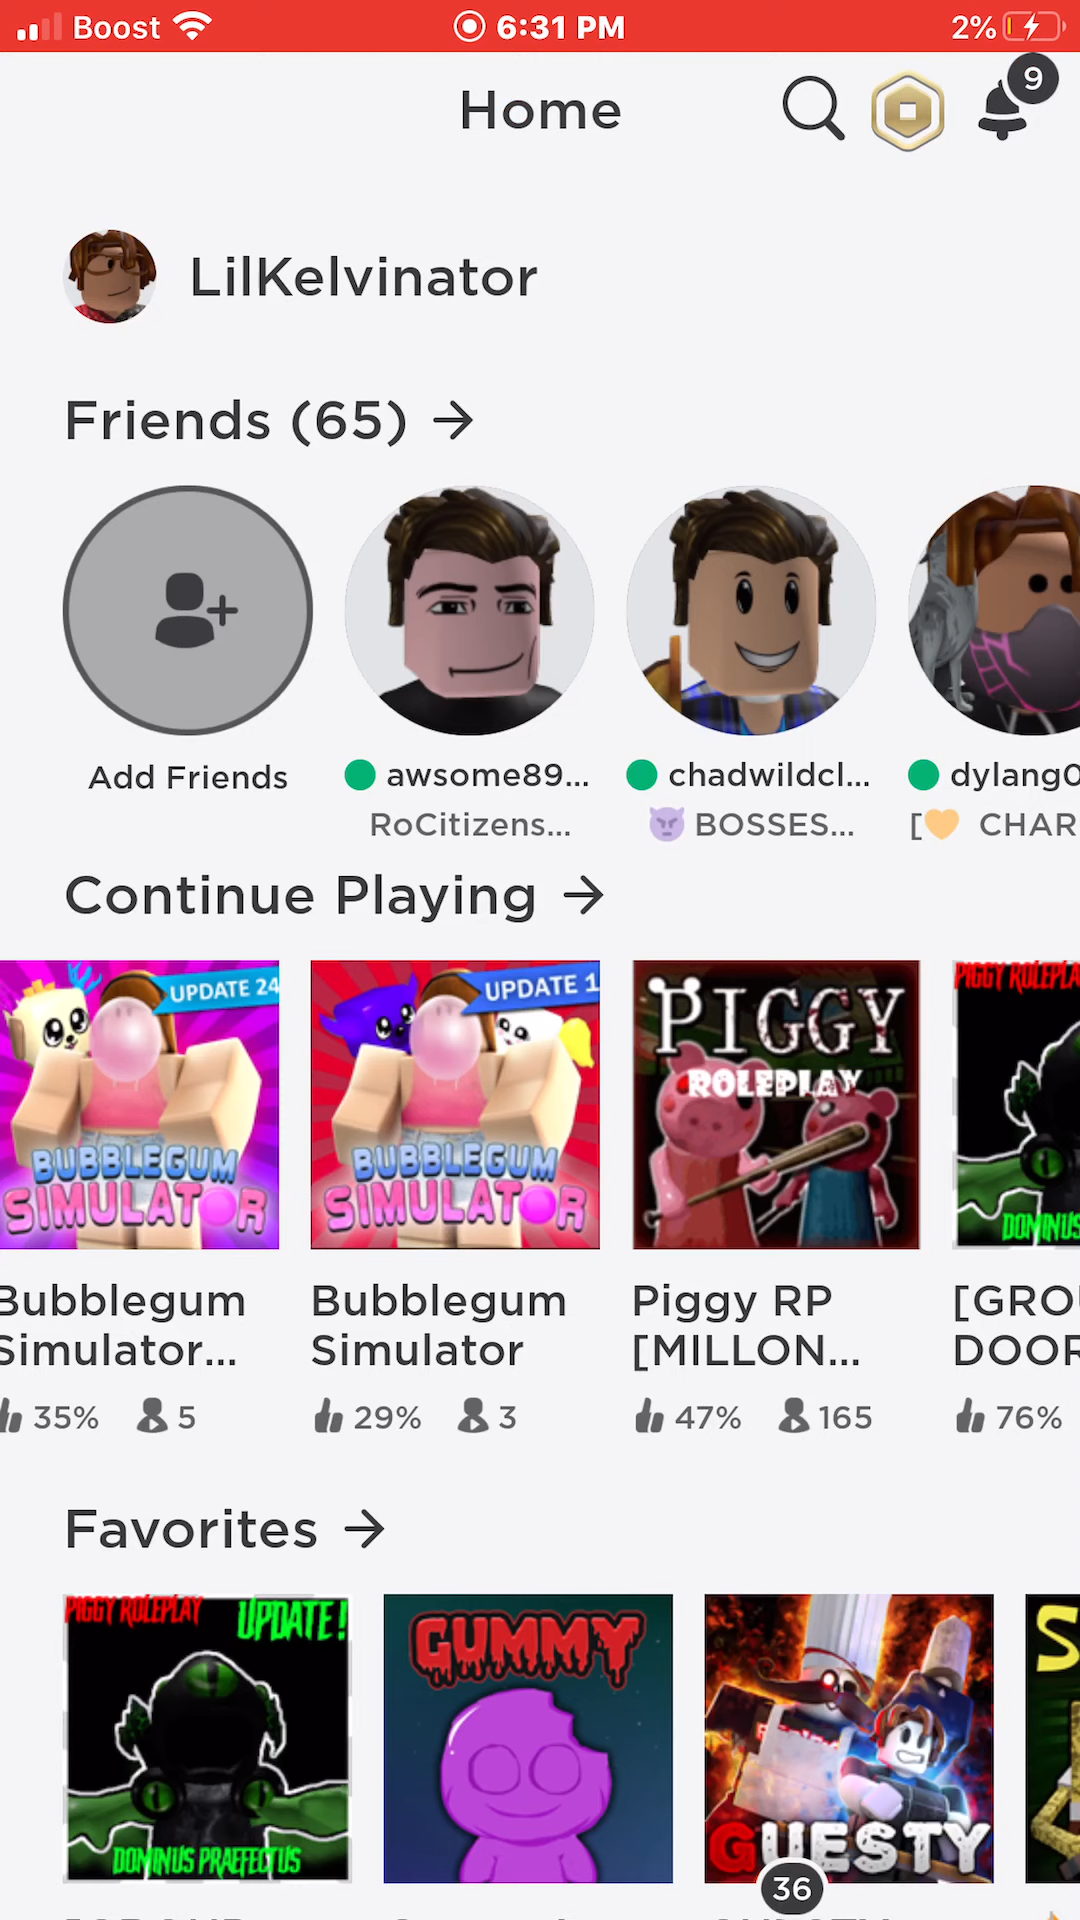 Boost 6:31 PM 2%
Home 9
LilKelvinator
Friends (65) →
Add Friends awsome89... chadwildcl... dylang0
RoCitizens... 😈 BOSSES... [🧡 CHAR
Continue Playing →
UPDATE 24
BUBBLEGUM
SIMULATOR
UPDATE 1
BUBBLEGUM
SIMULATOR
PIGGY
ROLEPLAY
PIGGY ROLEPLA
DOMINUS
Bubblegum
Simulator...
Bubblegum
Simulator
Piggy RP
[MILLON...
[GRO
DOOR
35% 5
29% 3
47% 165
76%
Favorites →
PIGGY ROLEPLAY UPDATE!
DOMINUS PRAEFECTUS
GUMMY
GUESTY
S
36